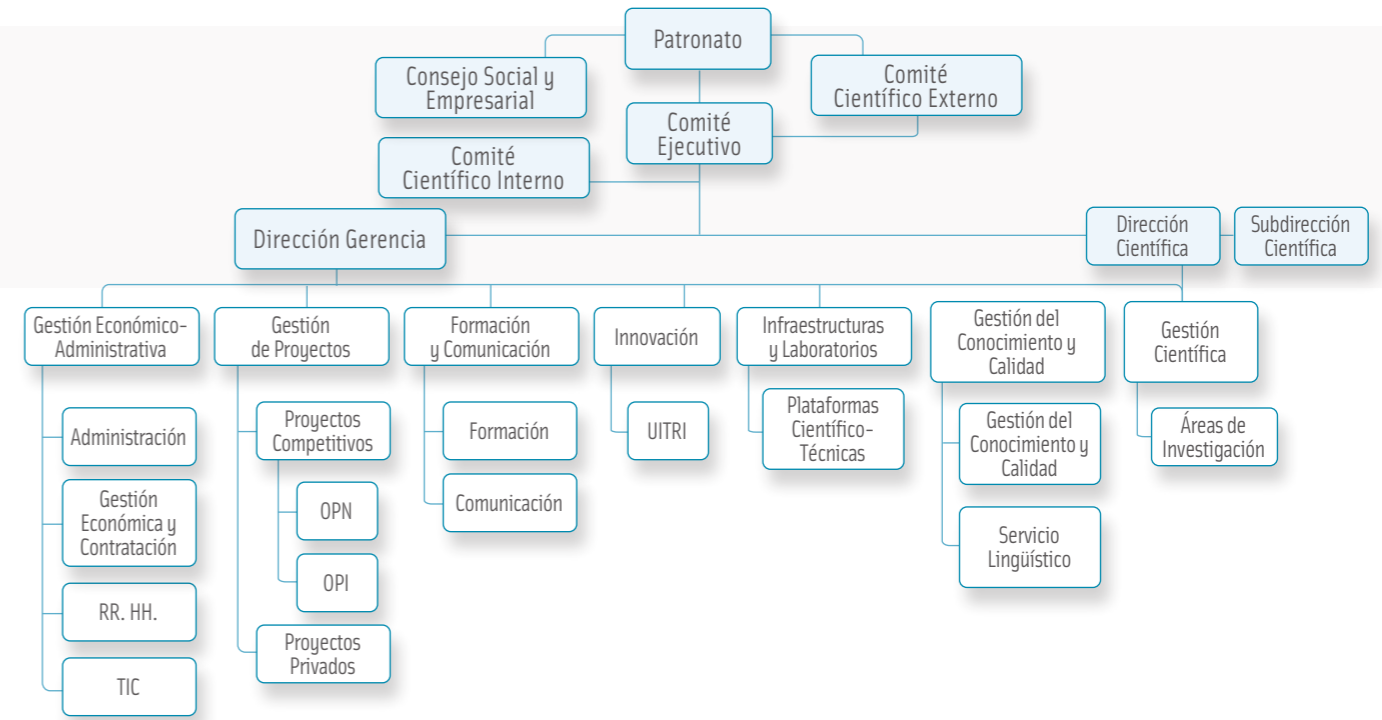 Patronato
Consejo Social y
Empresarial
Comité
Científico Externo
Comité
Ejecutivo
Comité
Científico Interno
Dirección Gerencia
Dirección
Científica
Subdirección
Científica
Gestión Económico-
Administrativa
Gestión
de Proyectos
Formación
y Comunicación
Innovación
Infraestructuras
y Laboratorios
Gestión del
Conocimiento y
Calidad
Gestión
Científica
Administración
Gestión
Económica y
Contratación
RR. HH.
TIC
Proyectos
Competitivos
OPN
OPI
Proyectos
Privados
Formación
Comunicación
UITRI
Plataformas
Científico-
Técnicas
Gestión del
Conocimiento y
Calidad
Servicio
Lingüístico
Áreas de
Investigación